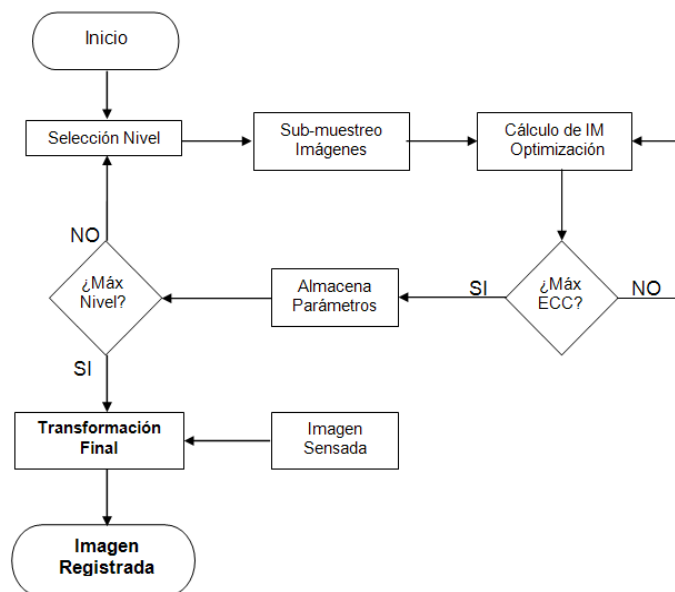 Inicio
Selección Nivel
Sub-muestreo
Imágenes
Cálculo de IM
Optimización
NO
¿Máx
Nivel?
Almacena
Parámetros
SI
¿Máx
ECC?
NO
SI
Transformación
Final
Imagen
Sensada
Imagen
Registrada